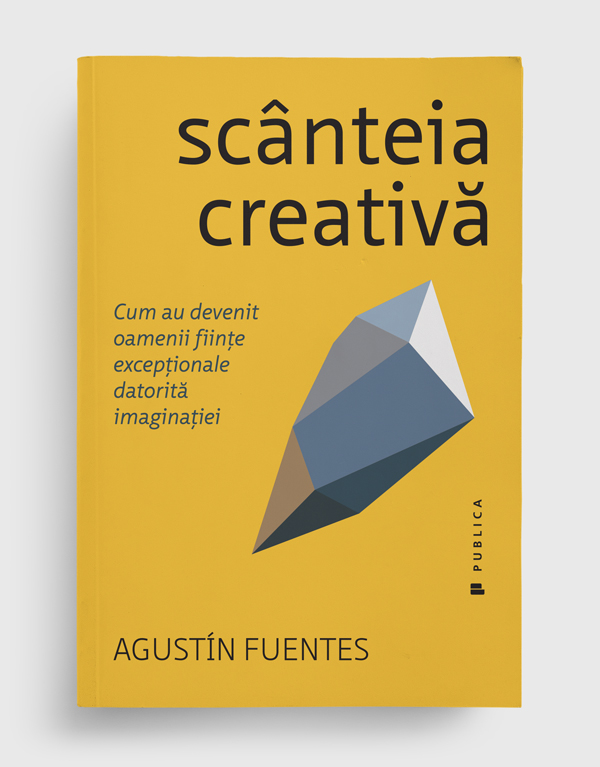 scânteia
creativă
Cum au devenit
oamenii ființe
excepționale
datorită
imaginației
PUBLICA
AGUSTÍN FUENTES